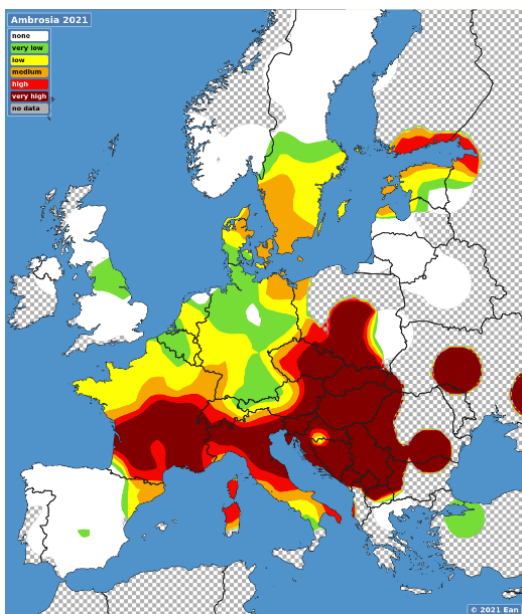 Ambrosia 2021
none
very low
low
medium
high
very high
no data
© 2021 Ean